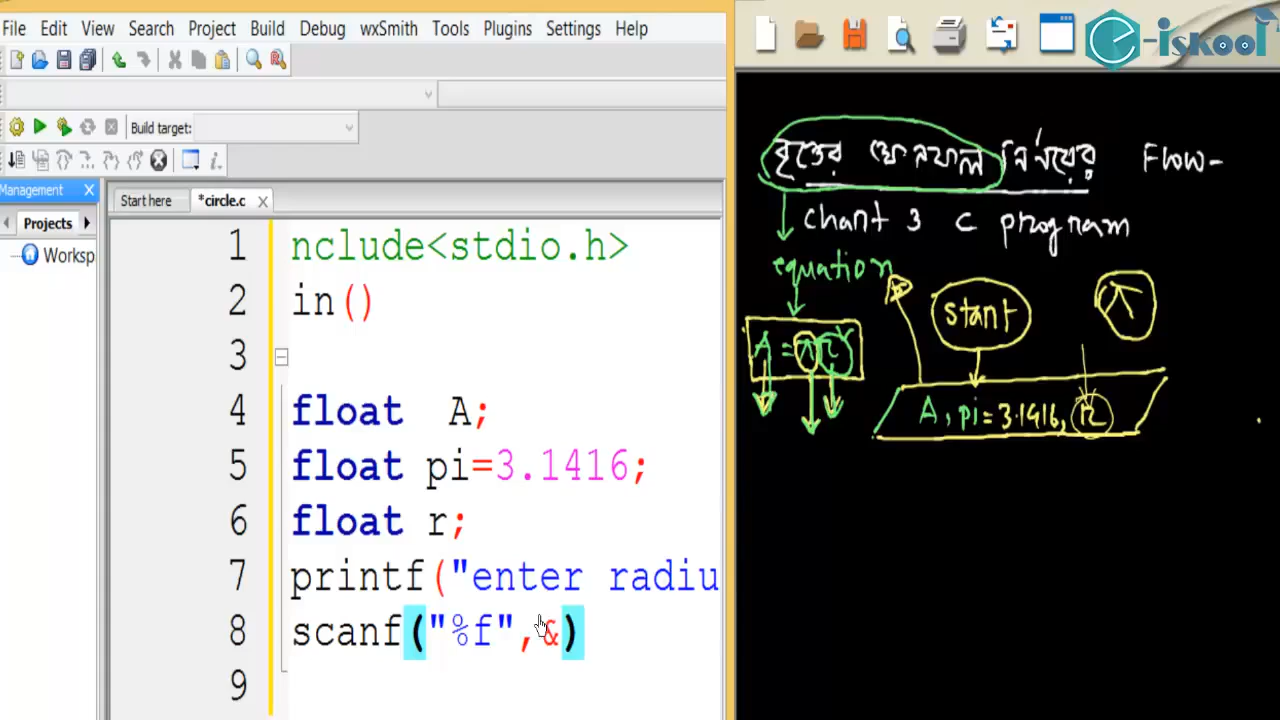 File Edit View Search Project Build Debug wxSmith Tools Plugins Settings Help
e-iskool
Build target:
Management
Start here *circle.c
Projects
Worksp
1 nclude<stdio.h>
2 in()
3
4 float A;
5 float pi=3.1416;
6 float r;
7 printf("enter radiu
8 scanf("%f",&)
9
বৃত্তের ক্ষেত্রফল নির্ণয়ের Flow-
chart ও c program
equation
start
π
A = πr²
A, pi=3.1416, r